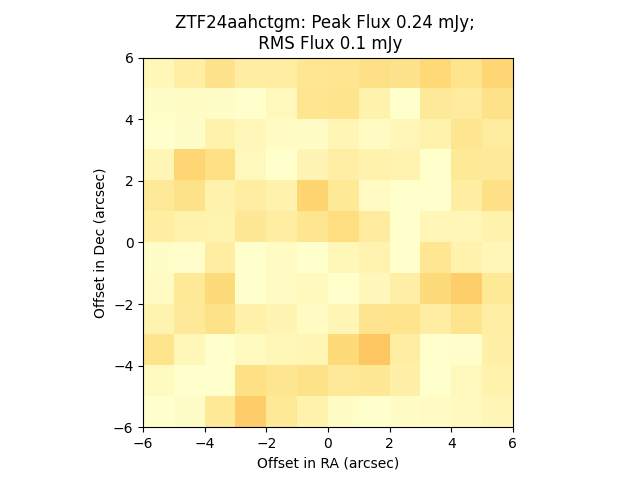 ZTF24aahctgm: Peak Flux 0.24 mJy;
RMS Flux 0.1 mJy
6
4
2
0
−2
−4
−6
Offset in Dec (arcsec)
−6 −4 −2 0 2 4 6
Offset in RA (arcsec)